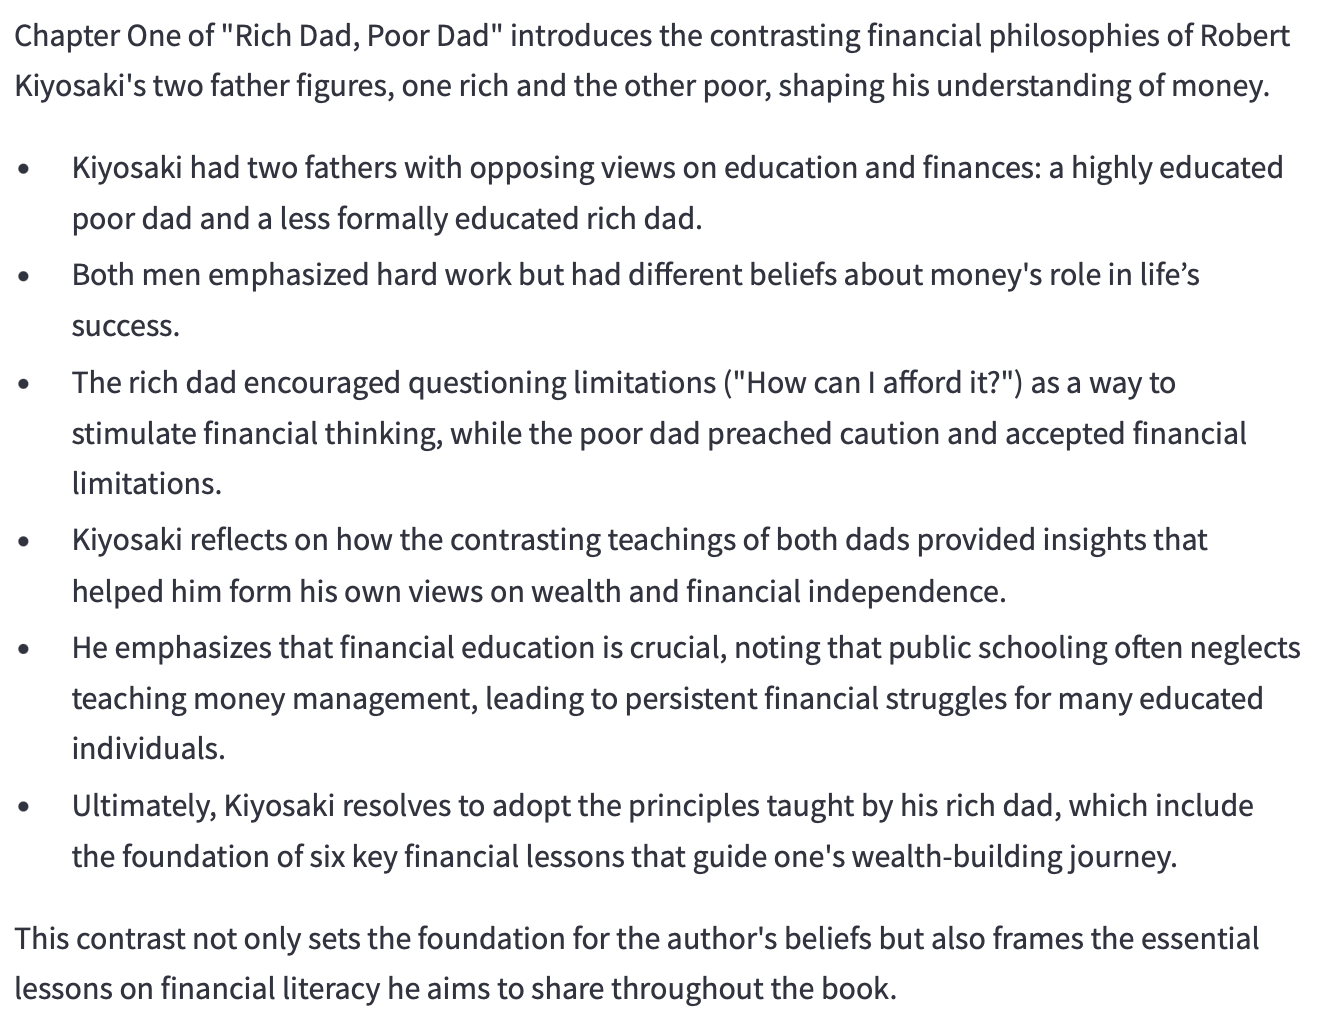 Chapter One of "Rich Dad, Poor Dad" introduces the contrasting financial philosophies of Robert
Kiyosaki's two father figures, one rich and the other poor, shaping his understanding of money.
• Kiyosaki had two fathers with opposing views on education and finances: a highly educated
poor dad and a less formally educated rich dad.
• Both men emphasized hard work but had different beliefs about money's role in life’s
success.
• The rich dad encouraged questioning limitations ("How can I afford it?") as a way to
stimulate financial thinking, while the poor dad preached caution and accepted financial
limitations.
• Kiyosaki reflects on how the contrasting teachings of both dads provided insights that
helped him form his own views on wealth and financial independence.
• He emphasizes that financial education is crucial, noting that public schooling often neglects
teaching money management, leading to persistent financial struggles for many educated
individuals.
• Ultimately, Kiyosaki resolves to adopt the principles taught by his rich dad, which include
the foundation of six key financial lessons that guide one's wealth-building journey.
This contrast not only sets the foundation for the author's beliefs but also frames the essential
lessons on financial literacy he aims to share throughout the book.